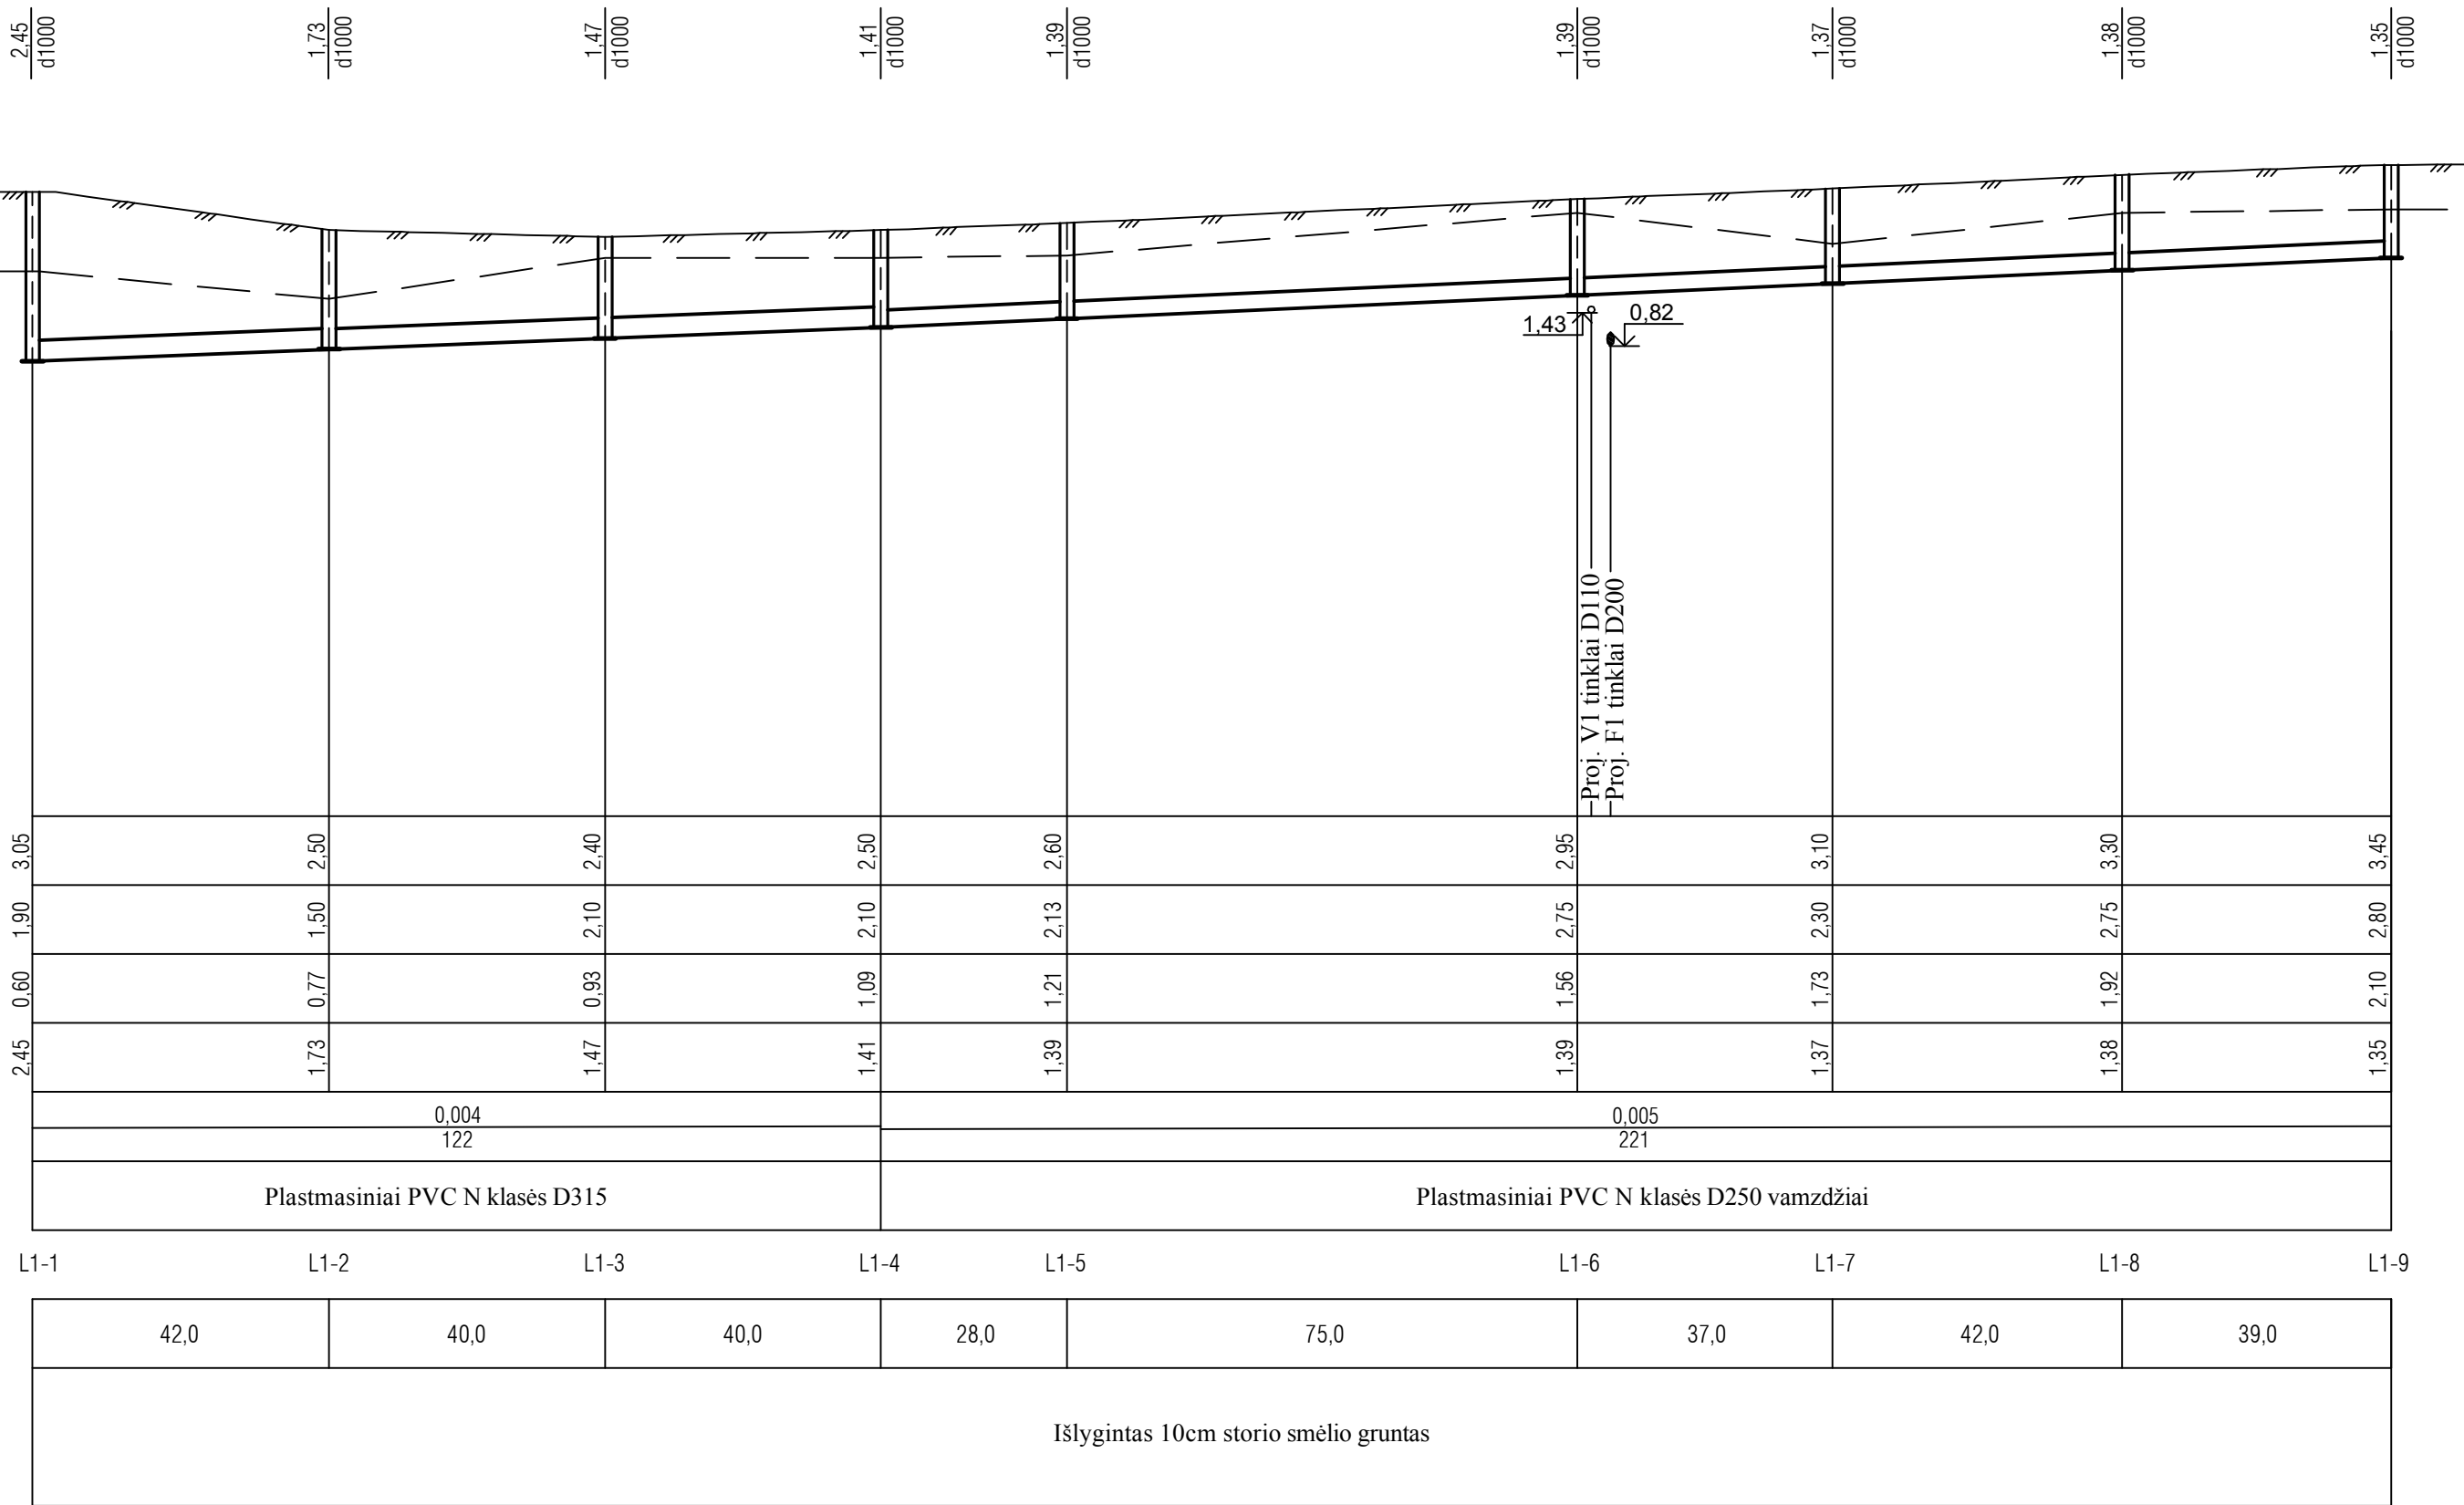 2,45 d1000 1,73 d1000 1,47 d1000 1,41 d1000 1,39 d1000 1,39 d1000 1,37 d1000 1,38 d1000 1,35 d1000
1,43 0,82
Proj. V1 tinklai D110
Proj. F1 tinklai D200
3,05 2,50 2,40 2,50 2,60 2,95 3,10 3,30 3,45
1,90 1,50 2,10 2,10 2,13 2,75 2,30 2,75 2,80
0,60 0,77 0,93 1,09 1,21 1,56 1,73 1,92 2,10
2,45 1,73 1,47 1,41 1,39 1,39 1,37 1,38 1,35
0,004 0,005
122 221
Plastmasiniai PVC N klasės D315 Plastmasiniai PVC N klasės D250 vamzdžiai
L1-1 L1-2 L1-3 L1-4 L1-5 L1-6 L1-7 L1-8 L1-9
42,0 40,0 40,0 28,0 75,0 37,0 42,0 39,0
Išlygintas 10cm storio smėlio gruntas